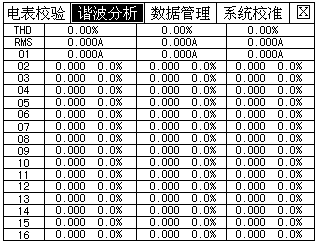 电表校验 谐波分析 数据管理 系统校准
THD 0.00% 0.00% 0.00%
RMS 0.000A 0.000A 0.000A
01 0.000A 0.000A 0.000A
02 0.000 0.0% 0.000 0.0% 0.000 0.0%
03 0.000 0.0% 0.000 0.0% 0.000 0.0%
04 0.000 0.0% 0.000 0.0% 0.000 0.0%
05 0.000 0.0% 0.000 0.0% 0.000 0.0%
06 0.000 0.0% 0.000 0.0% 0.000 0.0%
07 0.000 0.0% 0.000 0.0% 0.000 0.0%
08 0.000 0.0% 0.000 0.0% 0.000 0.0%
09 0.000 0.0% 0.000 0.0% 0.000 0.0%
10 0.000 0.0% 0.000 0.0% 0.000 0.0%
11 0.000 0.0% 0.000 0.0% 0.000 0.0%
12 0.000 0.0% 0.000 0.0% 0.000 0.0%
13 0.000 0.0% 0.000 0.0% 0.000 0.0%
14 0.000 0.0% 0.000 0.0% 0.000 0.0%
15 0.000 0.0% 0.000 0.0% 0.000 0.0%
16 0.000 0.0% 0.000 0.0% 0.000 0.0%